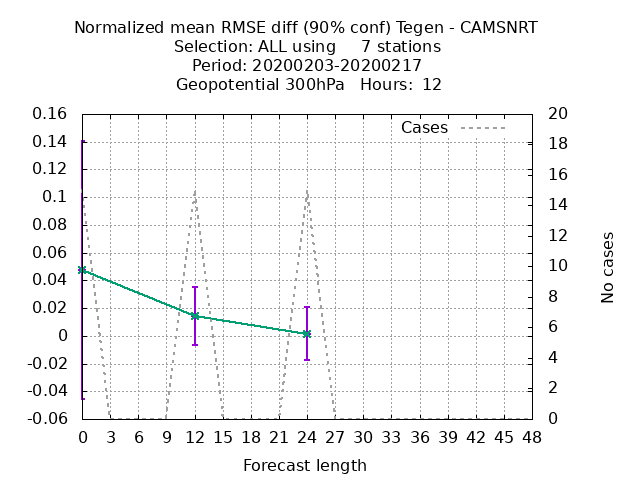 Normalized mean RMSE diff (90% conf) Tegen - CAMSNRT
Selection: ALL using     7 stations
Period: 20200203-20200217
Geopotential 300hPa   Hours:  12
Cases
0.16
0.14
0.12
0.1
0.08
0.06
0.04
0.02
0
-0.02
-0.04
-0.06
20
18
16
14
12
10
8
6
4
2
0
No cases
0 3 6 9 12 15 18 21 24 27 30 33 36 39 42 45 48
Forecast length